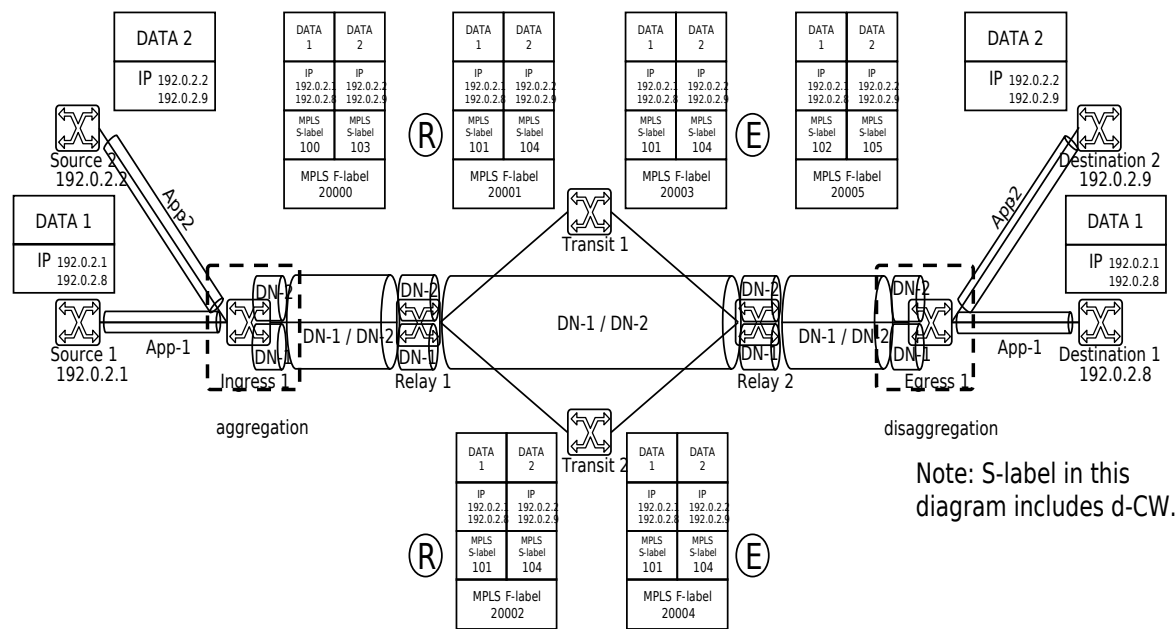 DATA 2
IP 192.0.2.2
192.0.2.9
Source 2
192.0.2.2
App-2
DATA 1
IP 192.0.2.1
192.0.2.8
Source 1
192.0.2.1
App-1
DATA 1
DATA 2
IP 192.0.2.1 192.0.2.8
IP 192.0.2.2 192.0.2.9
MPLS S-label 100
MPLS S-label 103
MPLS F-label
20000
R
DATA 1
DATA 2
IP 192.0.2.1 192.0.2.8
IP 192.0.2.2 192.0.2.9
MPLS S-label 101
MPLS S-label 104
MPLS F-label
20001
DATA 1
DATA 2
IP 192.0.2.1 192.0.2.8
IP 192.0.2.2 192.0.2.9
MPLS S-label 101
MPLS S-label 104
MPLS F-label
20003
E
DATA 1
DATA 2
IP 192.0.2.1 192.0.2.8
IP 192.0.2.2 192.0.2.9
MPLS S-label 102
MPLS S-label 105
MPLS F-label
20005
DATA 2
IP 192.0.2.2
192.0.2.9
Destination 2
192.0.2.9
App2
DATA 1
IP 192.0.2.1
192.0.2.8
Destination 1
192.0.2.8
App-1
Transit 1
DN-2
DN-1
Ingress 1
aggregation
DN-1 / DN-2
DN-2
DN-1
Relay 1
DN-1 / DN-2
DN-2
DN-1
Relay 2
DN-1 / DN-2
DN-2
DN-1
Egress 1
disaggregation
Transit 2
R
DATA 1
DATA 2
IP 192.0.2.1 192.0.2.8
IP 192.0.2.2 192.0.2.9
MPLS S-label 101
MPLS S-label 104
MPLS F-label
20002
DATA 1
DATA 2
IP 192.0.2.1 192.0.2.8
IP 192.0.2.2 192.0.2.9
MPLS S-label 101
MPLS S-label 104
MPLS F-label
20004
E
Note: S-label in this
diagram includes d-CW.